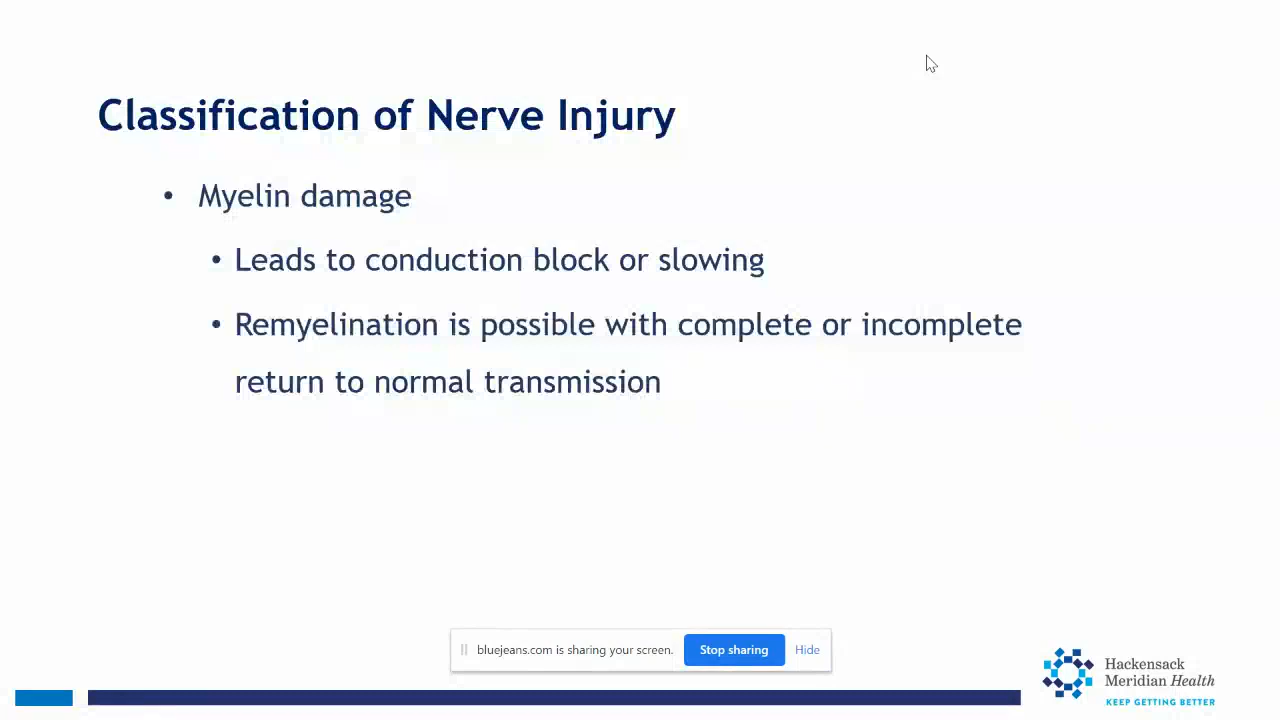 Classification of Nerve Injury
• Myelin damage
• Leads to conduction block or slowing
• Remyelination is possible with complete or incomplete
return to normal transmission
bluejeans.com is sharing your screen. Stop sharing Hide
Hackensack
Meridian Health
KEEP GETTING BETTER